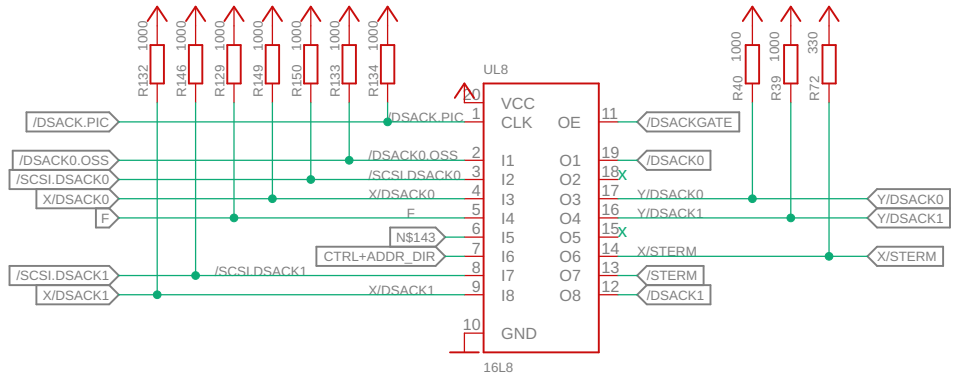 1000 1000 1000 1000 1000 1000 1000 1000 1000 330
R132 R146 R129 R149 R150 R133 R134 R40 R39 R72
UL8
20 VCC
/DSACK.PIC /DSACK.PIC 1 CLK OE 11 /DSACKGATE
/DSACK0.OSS /DSACK0.OSS 2 I1 O1 19 /DSACK0
/SCSI.DSACK0 /SCSI.DSACK0 3 I2 O2 18 x
X/DSACK0 X/DSACK0 4 I3 O3 17 Y/DSACK0 Y/DSACK0
F F 5 I4 O4 16 Y/DSACK1 Y/DSACK1
N$143 6 I5 O5 15 x
CTRL+ADDR_DIR 7 I6 O6 14 X/STERM X/STERM
/SCSI.DSACK1 /SCSI.DSACK1 8 I7 O7 13 /STERM
X/DSACK1 X/DSACK1 9 I8 O8 12 /DSACK1
10 GND
16L8